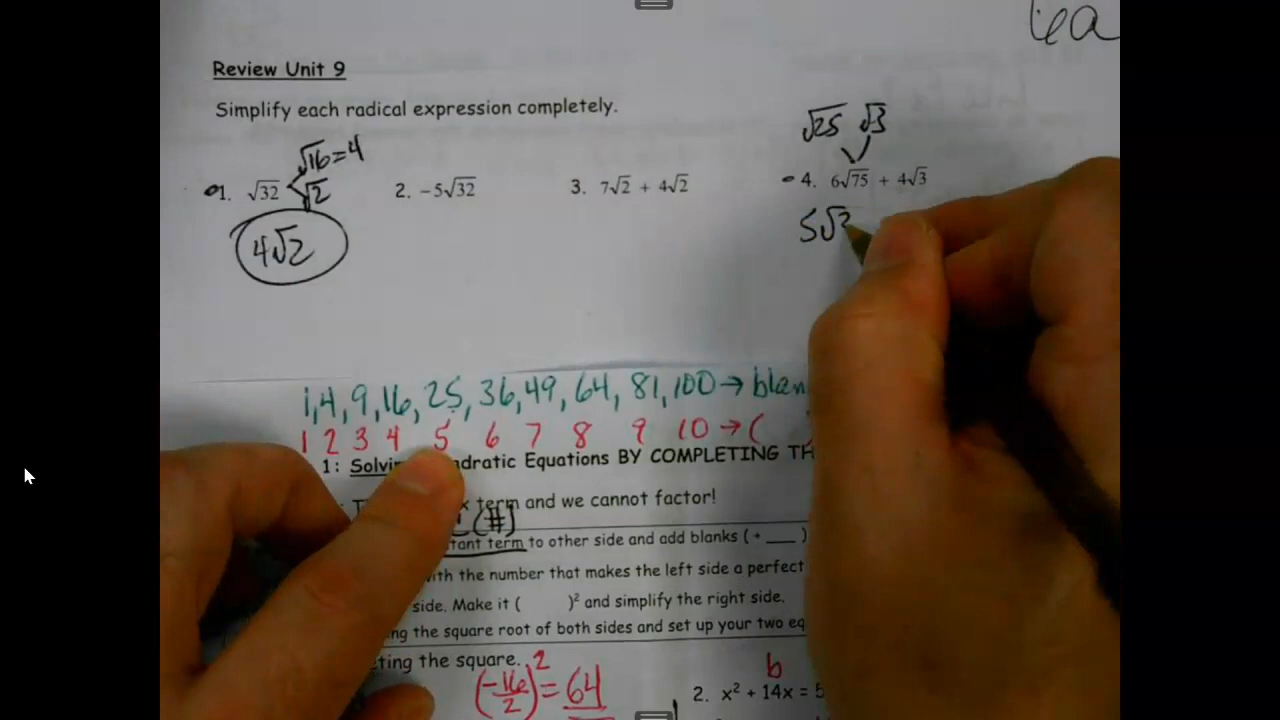 Review Unit 9
Simplify each radical expression completely.
√16 = 4
√25 √3
1. √32 √2
2. -5√32
3. 7√2 + 4√2
4. 6√75 + 4√3
4√2
5√3
1, 4, 9, 16, 25, 36, 49, 64, 81, 100 → blan
1 2 3 4 5 6 7 8 9 10 → (
1: Solvin dratic Equations BY COMPLETING TH
x term and we cannot factor!
(#)
tant term to other side and add blanks ( + ___ )
with the number that makes the left side a perfect
side. Make it ( )² and simplify the right side.
ng the square root of both sides and set up your two eq
eting the square.
(-16/2)² = 64
b
2. x² + 14x = 5